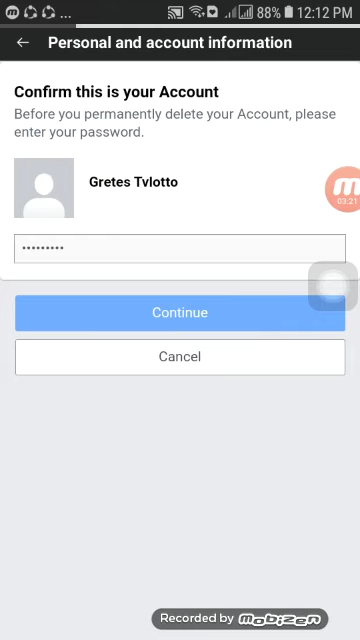 88% 12:12 PM
Personal and account information
Confirm this is your Account
Before you permanently delete your Account, please
enter your password.
Gretes Tvlotto
03:21
Continue
Cancel
Recorded by mobizen